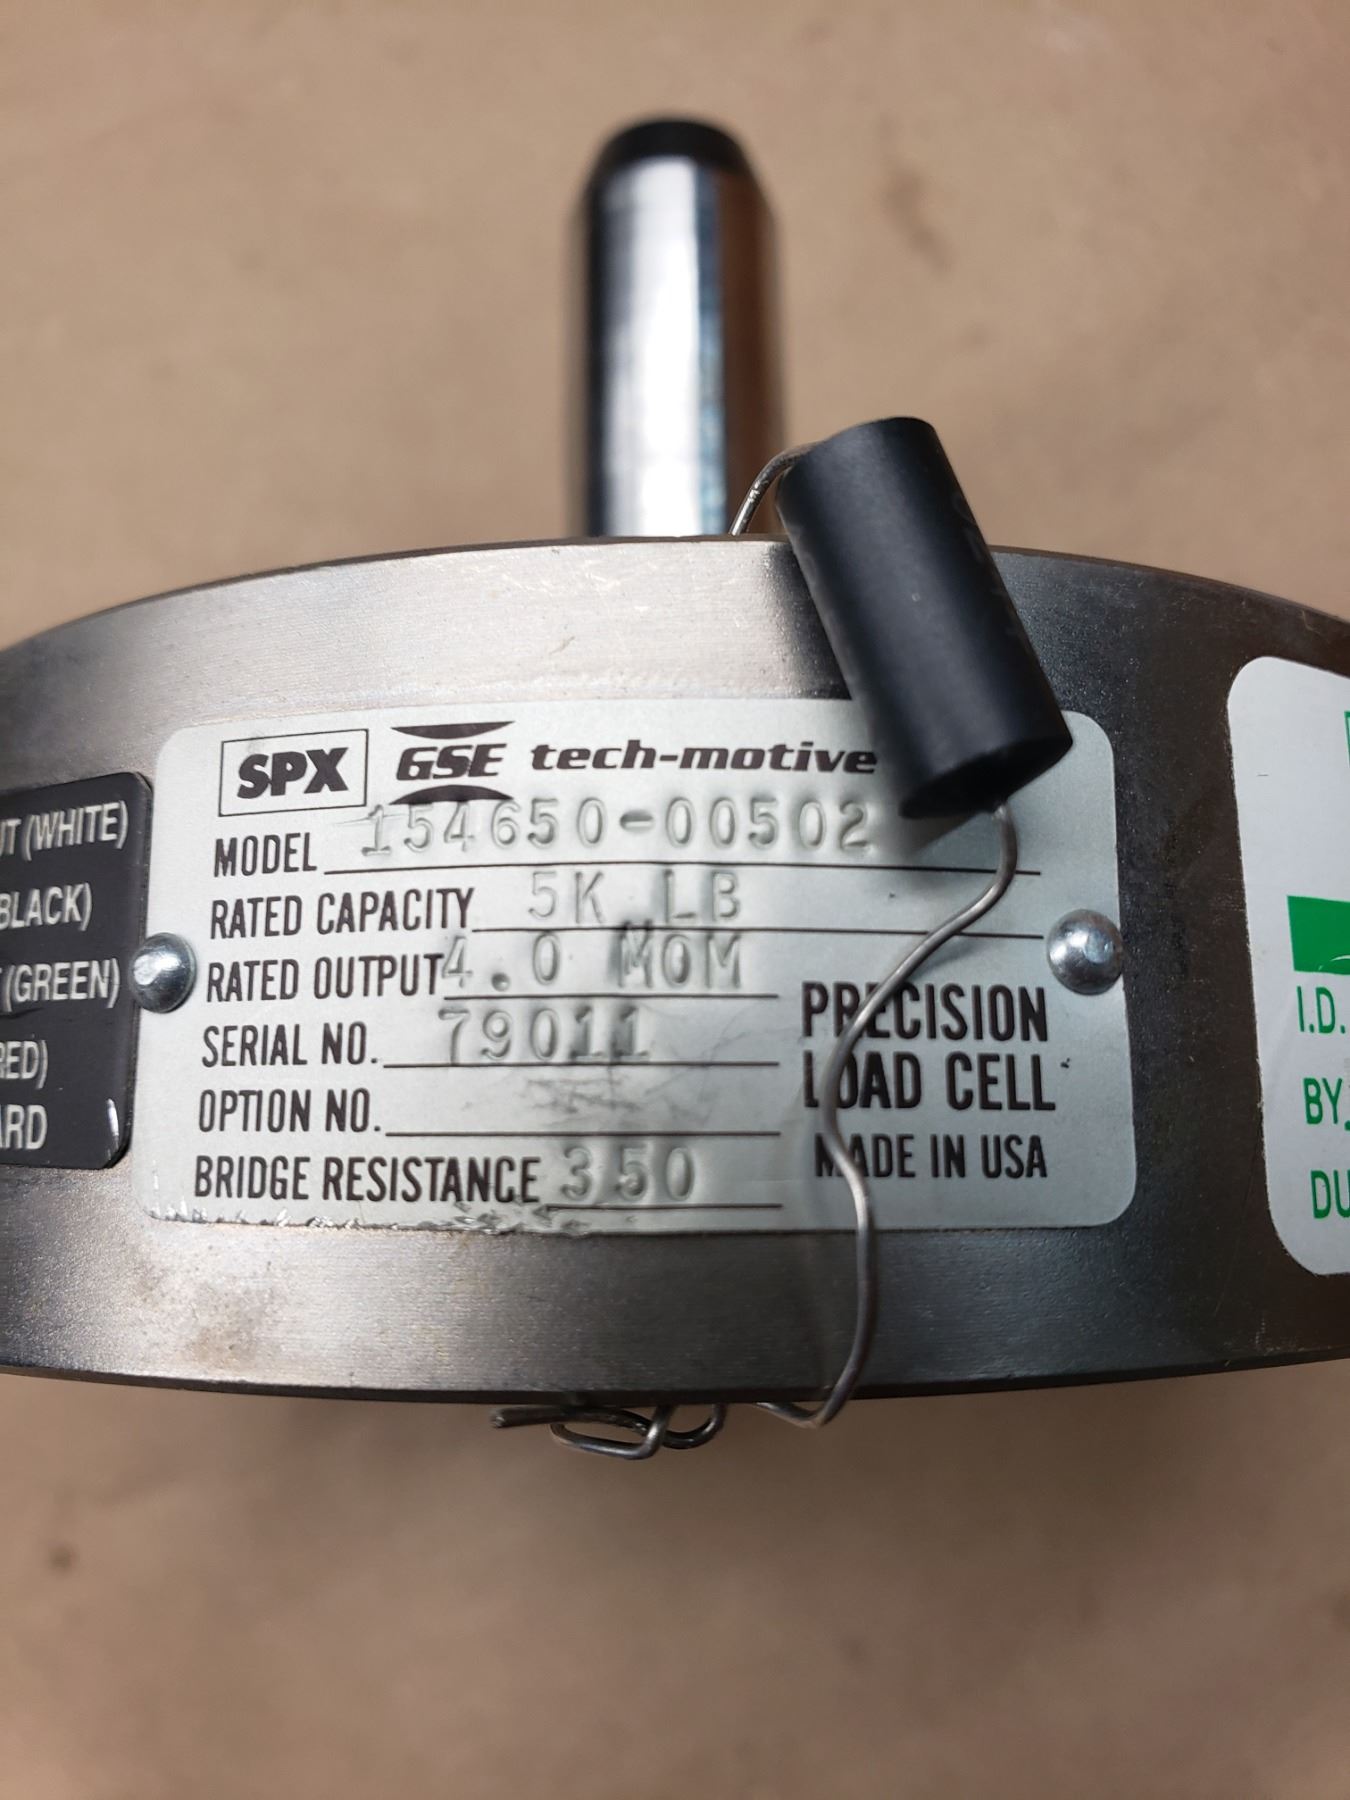 SPX GSE tech-motive
MODEL 154650-00502
RATED CAPACITY 5K LB
RATED OUTPUT 4.0 MOM
SERIAL NO. 79011
OPTION NO.
BRIDGE RESISTANCE 350
PRECISION
LOAD CELL
MADE IN USA
(WHITE)
BLACK)
(GREEN)
RED)
ARD
I.D.
BY
DU